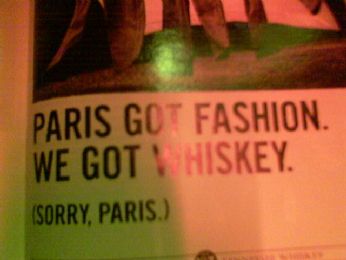 PARIS GOT FASHION.
WE GOT WHISKEY.
(SORRY, PARIS.)